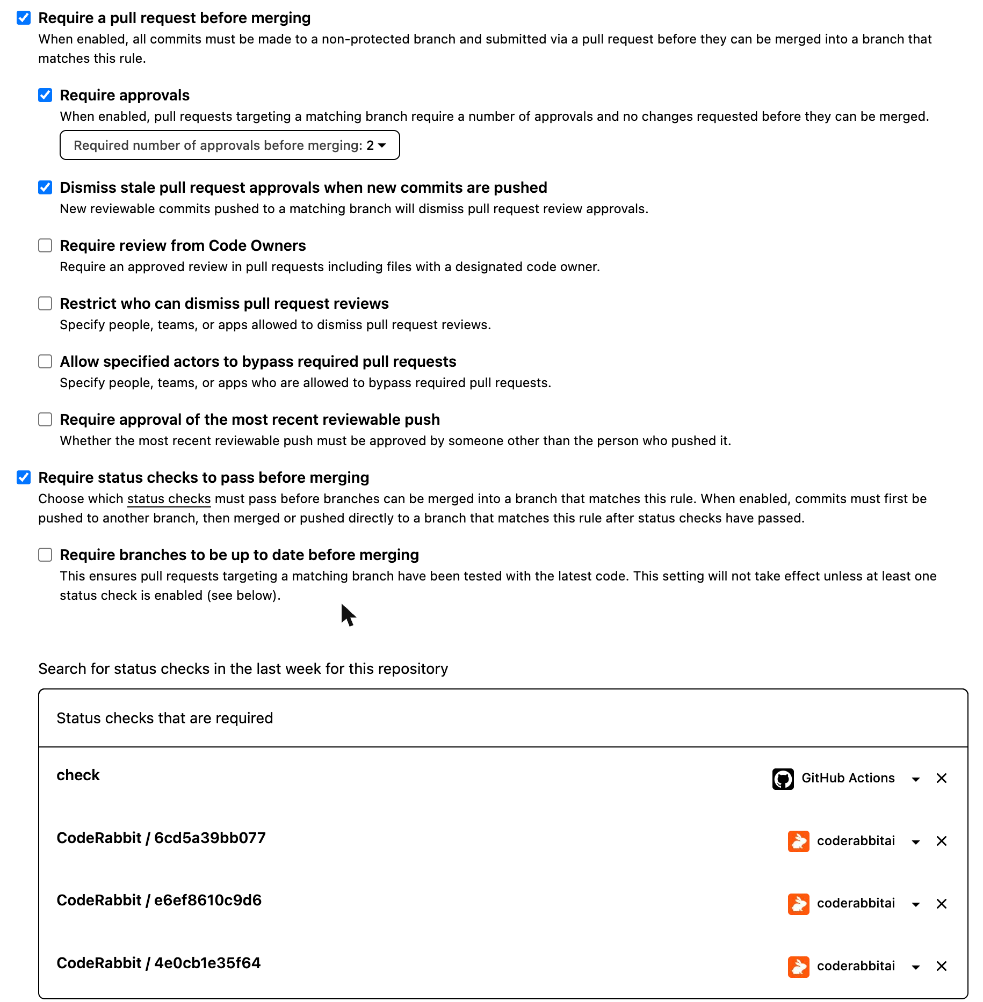 Require a pull request before merging
When enabled, all commits must be made to a non-protected branch and submitted via a pull request before they can be merged into a branch that
matches this rule.
Require approvals
When enabled, pull requests targeting a matching branch require a number of approvals and no changes requested before they can be merged.
Required number of approvals before merging: 2
Dismiss stale pull request approvals when new commits are pushed
New reviewable commits pushed to a matching branch will dismiss pull request review approvals.
Require review from Code Owners
Require an approved review in pull requests including files with a designated code owner.
Restrict who can dismiss pull request reviews
Specify people, teams, or apps allowed to dismiss pull request reviews.
Allow specified actors to bypass required pull requests
Specify people, teams, or apps who are allowed to bypass required pull requests.
Require approval of the most recent reviewable push
Whether the most recent reviewable push must be approved by someone other than the person who pushed it.
Require status checks to pass before merging
Choose which status checks must pass before branches can be merged into a branch that matches this rule. When enabled, commits must first be
pushed to another branch, then merged or pushed directly to a branch that matches this rule after status checks have passed.
Require branches to be up to date before merging
This ensures pull requests targeting a matching branch have been tested with the latest code. This setting will not take effect unless at least one
status check is enabled (see below).
Search for status checks in the last week for this repository
Status checks that are required
check GitHub Actions
CodeRabbit / 6cd5a39bb077 coderabbitai
CodeRabbit / e6ef8610c9d6 coderabbitai
CodeRabbit / 4e0cb1e35f64 coderabbitai